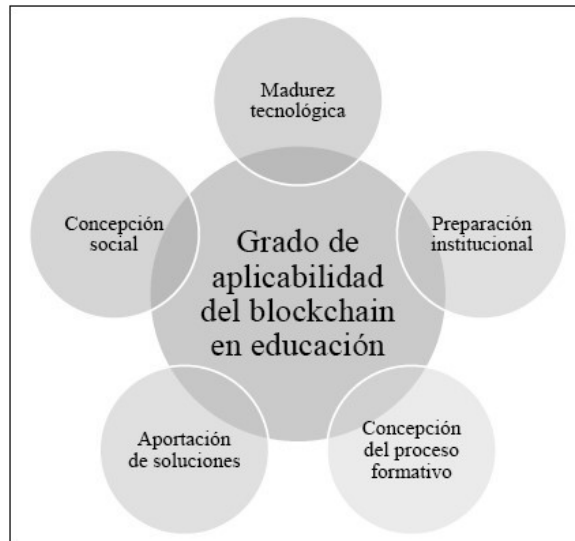 Madurez
tecnológica
Concepción
social
Preparación
institucional
Grado de
aplicabilidad
del blockchain
en educación
Aportación
de soluciones
Concepción
del proceso
formativo